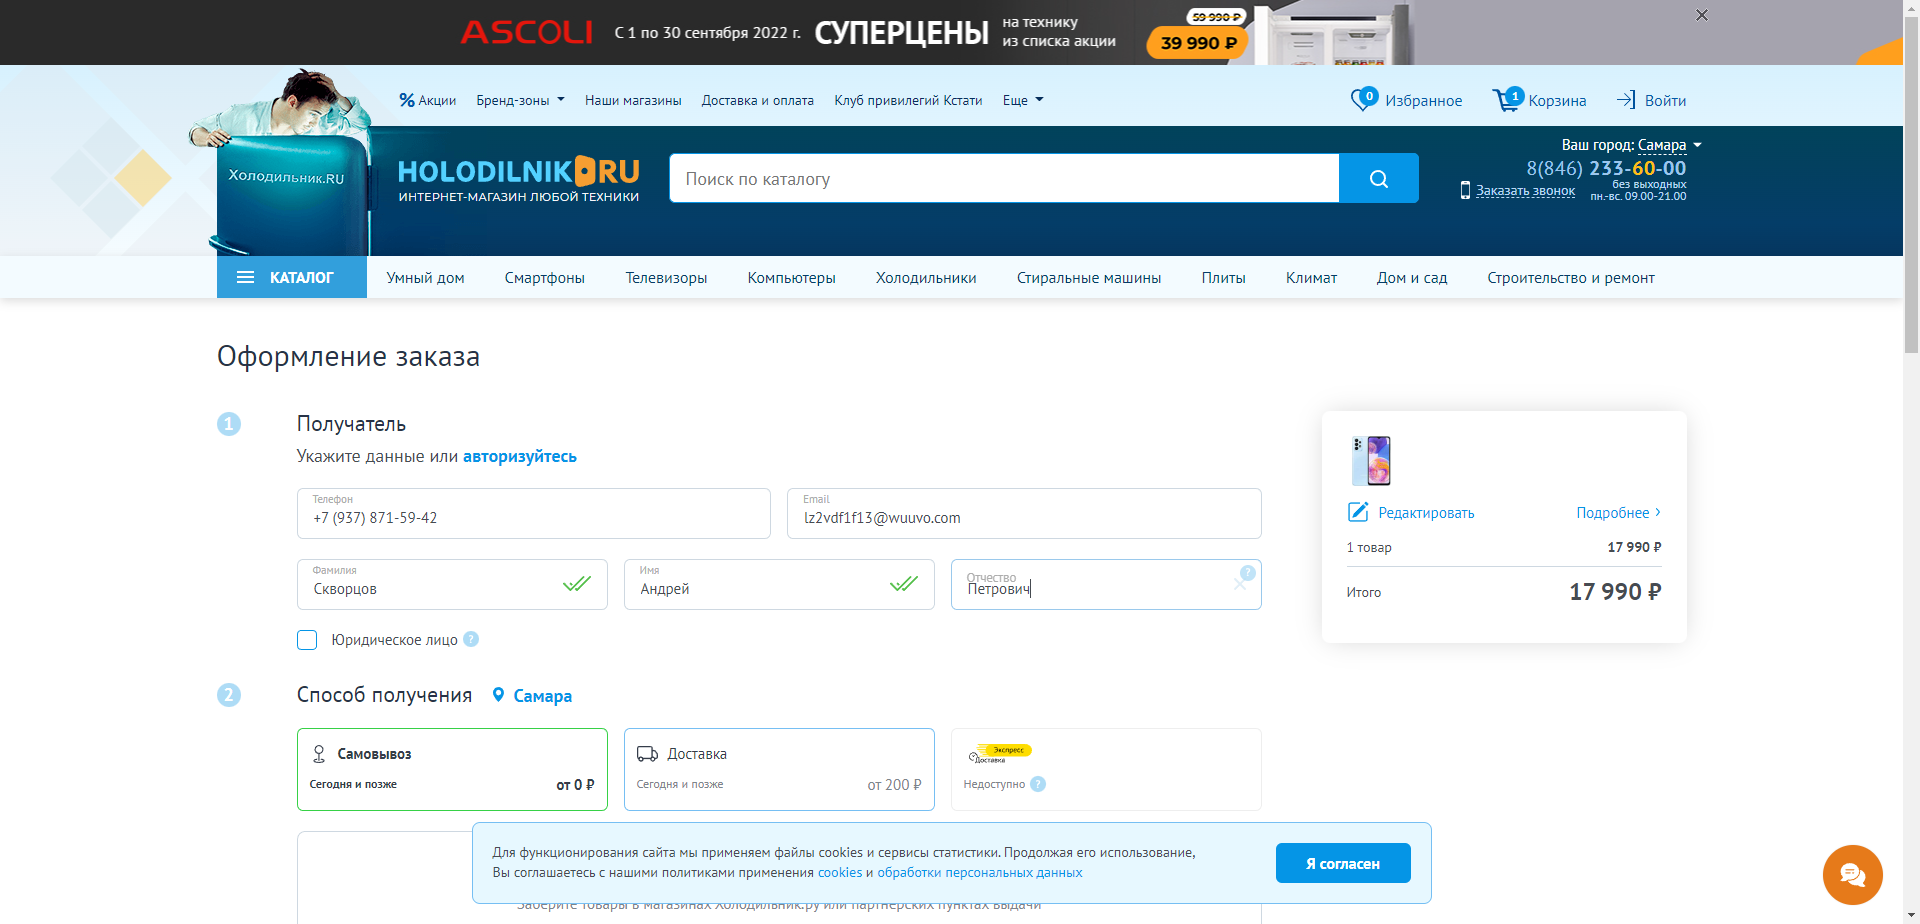 ASCOLI С 1 по 30 сентября 2022 г. СУПЕРЦЕНЫ на технику из списка акции 59 990 ₽ 39 990 ₽
% Акции Бренд-зоны Наши магазины Доставка и оплата Клуб привилегий Кстати Еще 0 Избранное 1 Корзина Войти
Ваш город: Самара
Холодильник.RU
HOLODILNIK.RU
ИНТЕРНЕТ-МАГАЗИН ЛЮБОЙ ТЕХНИКИ
Поиск по каталогу
8(846) 233-60-00
Заказать звонок
без выходных
пн.-вс. 09.00-21.00
КАТАЛОГ Умный дом Смартфоны Телевизоры Компьютеры Холодильники Стиральные машины Плиты Климат Дом и сад Строительство и ремонт
Оформление заказа
1 Получатель
Укажите данные или авторизуйтесь
Телефон
+7 (937) 871-59-42
Email
lz2vdf1f13@wuuvo.com
Фамилия
Скворцов
Имя
Андрей
Отчество
Петрович
?
Юридическое лицо ?
Редактировать Подробнее
1 товар 17 990 ₽
Итого 17 990 ₽
2 Способ получения Самара
Самовывоз
Сегодня и позже от 0 ₽
Доставка
Сегодня и позже от 200 ₽
Экспресс
Доставка
Недоступно ?
Для функционирования сайта мы применяем файлы cookies и сервисы статистики. Продолжая его использование,
Вы соглашаетесь с нашими политиками применения cookies и обработки персональных данных
Я согласен
Заберите товары в магазинах Холодильник.ру или партнерских пунктах выдачи